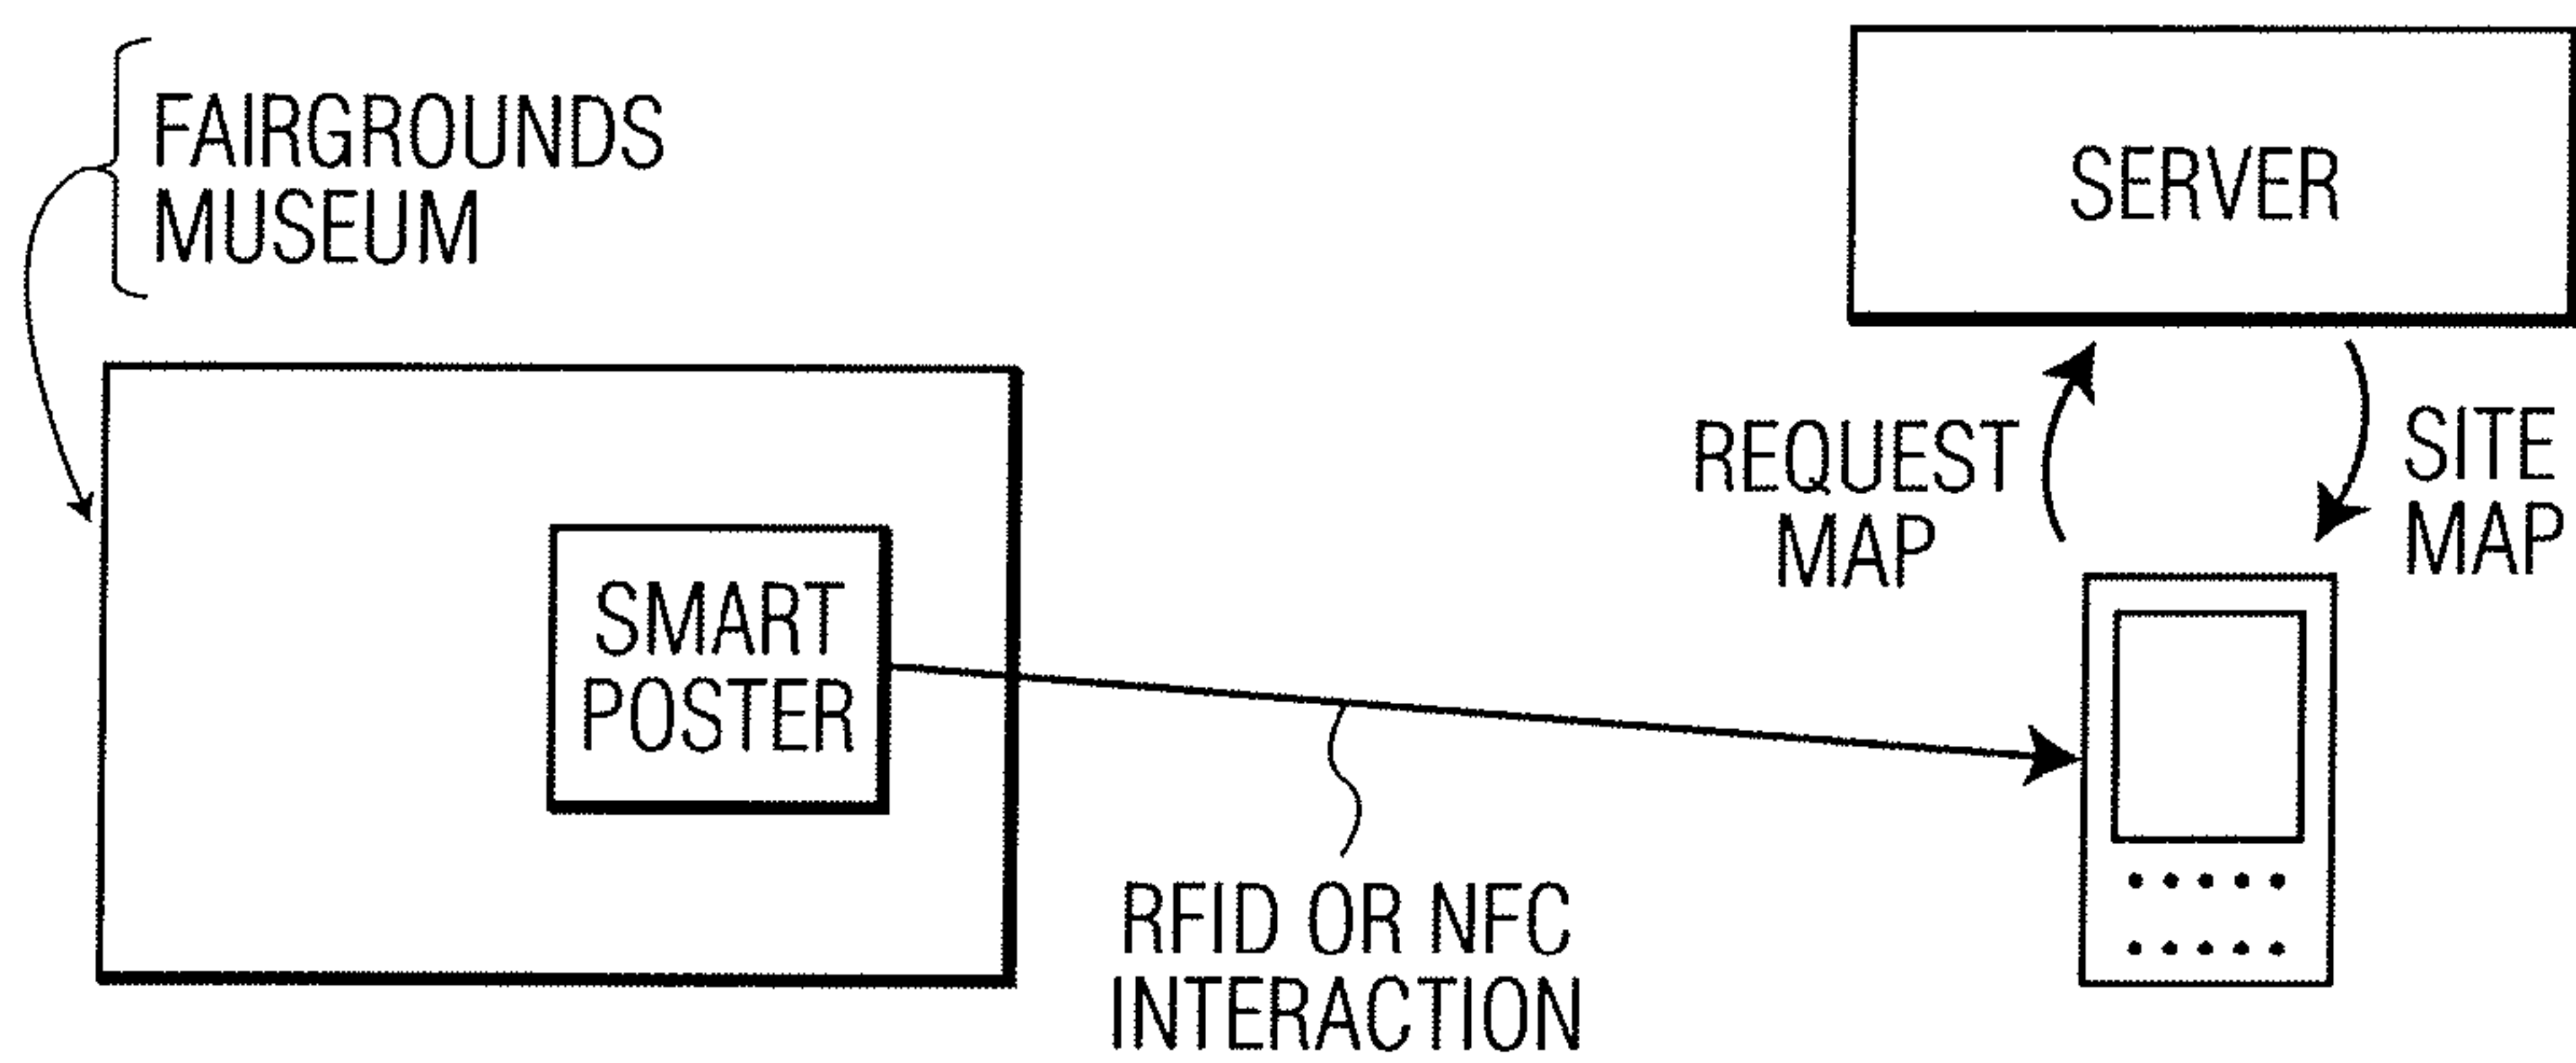 FAIRGROUNDS
MUSEUM
SERVER
REQUEST
MAP
SITE
MAP
SMART
POSTER
RFID OR NFC
INTERACTION